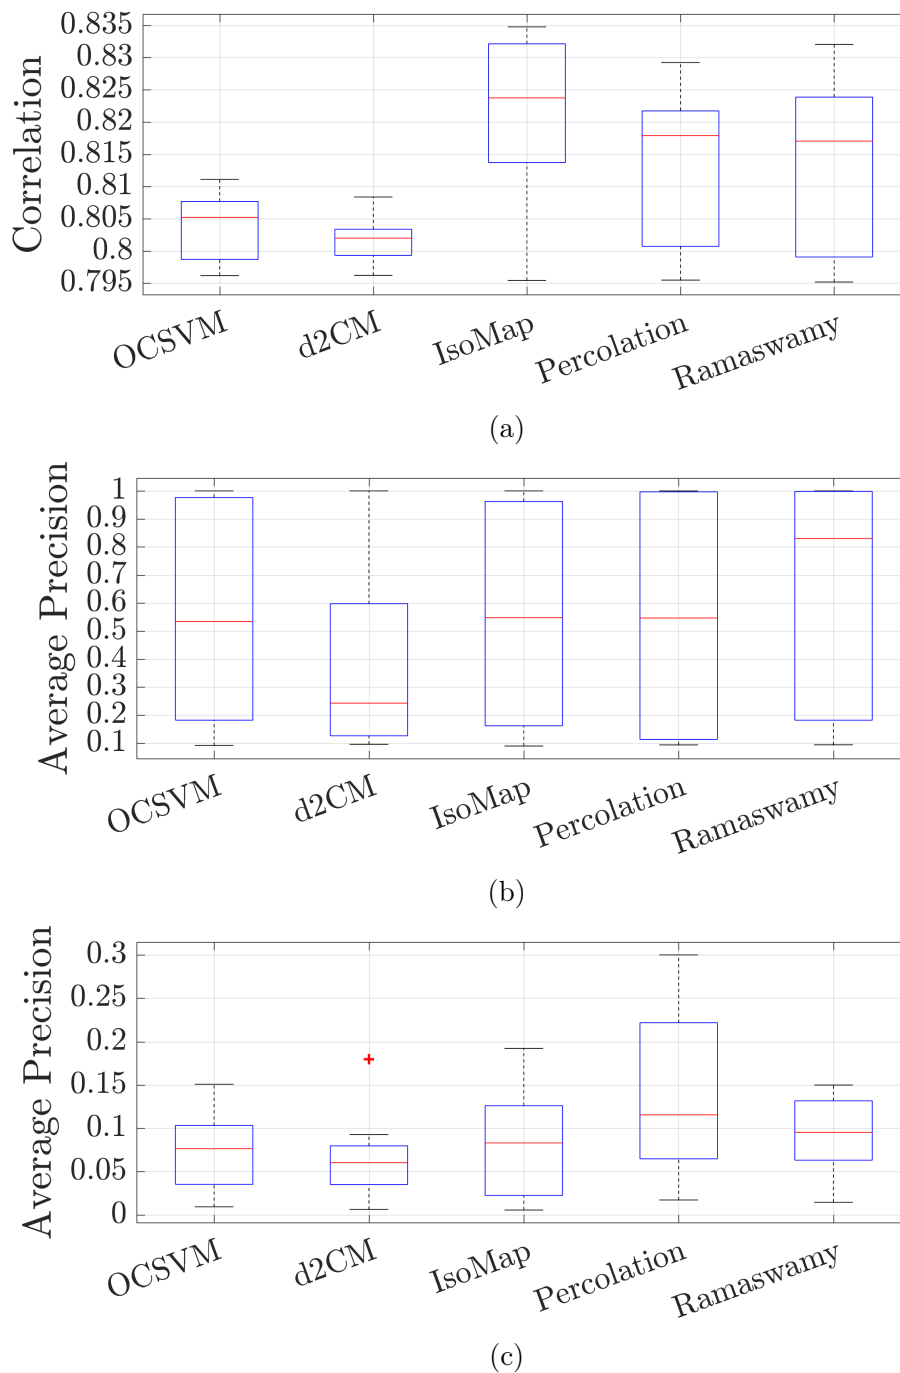 Correlation
0.835
0.83
0.825
0.82
0.815
0.81
0.805
0.8
0.795
OCSVM
d2CM
IsoMap
Percolation
Ramaswamy
(a)
Average Precision
1
0.9
0.8
0.7
0.6
0.5
0.4
0.3
0.2
0.1
OCSVM
d2CM
IsoMap
Percolation
Ramaswamy
(b)
Average Precision
0.3
0.25
0.2
0.15
0.1
0.05
0
OCSVM
d2CM
IsoMap
Percolation
Ramaswamy
(c)